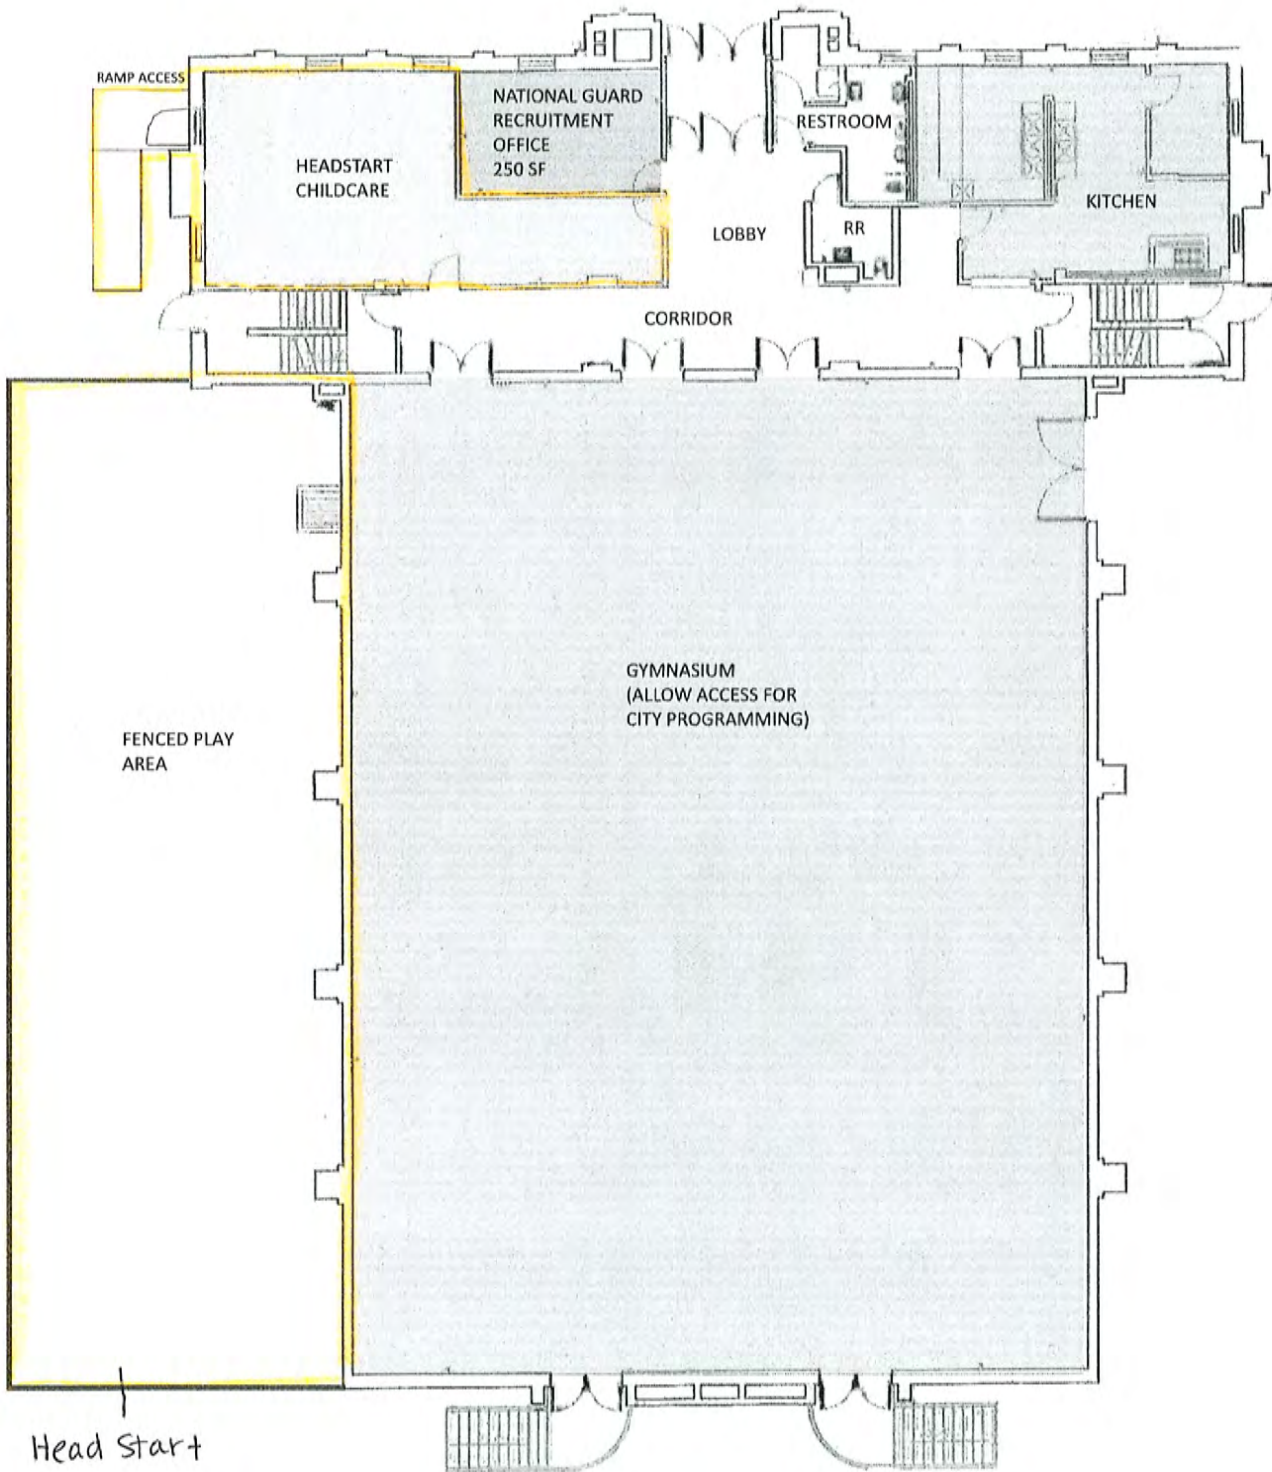 RAMP ACCESS
NATIONAL GUARD
RECRUITMENT
OFFICE
250 SF
HEADSTART
CHILDCARE
RESTROOM
KITCHEN
LOBBY
RR
CORRIDOR
GYMNASIUM
(ALLOW ACCESS FOR
CITY PROGRAMMING)
FENCED PLAY
AREA
Head Start